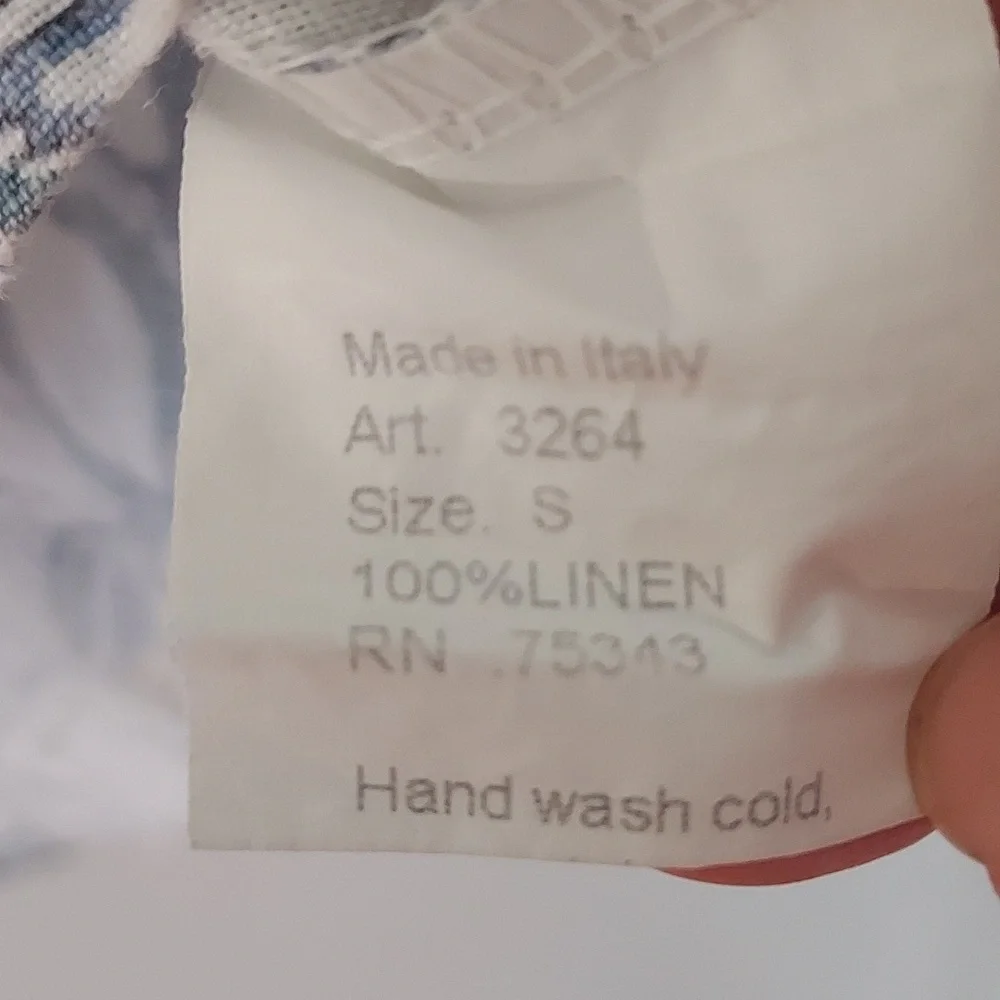 Made in Italy
Art. 3264
Size. S
100%LINEN
RN .75343
Hand wash cold,